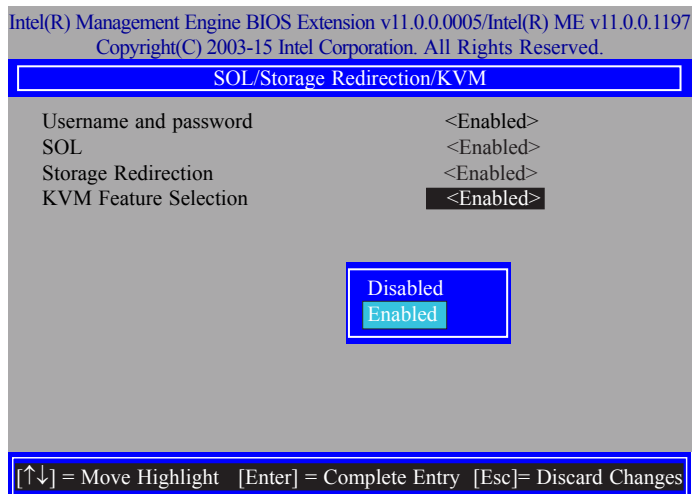 Intel(R) Management Engine BIOS Extension v11.0.0.0005/Intel(R) ME v11.0.0.1197
Copyright(C) 2003-15 Intel Corporation. All Rights Reserved.
SOL/Storage Redirection/KVM
Username and password <Enabled>
SOL <Enabled>
Storage Redirection <Enabled>
KVM Feature Selection <Enabled>
Disabled
Enabled
[↑↓] = Move Highlight [Enter] = Complete Entry [Esc]= Discard Changes